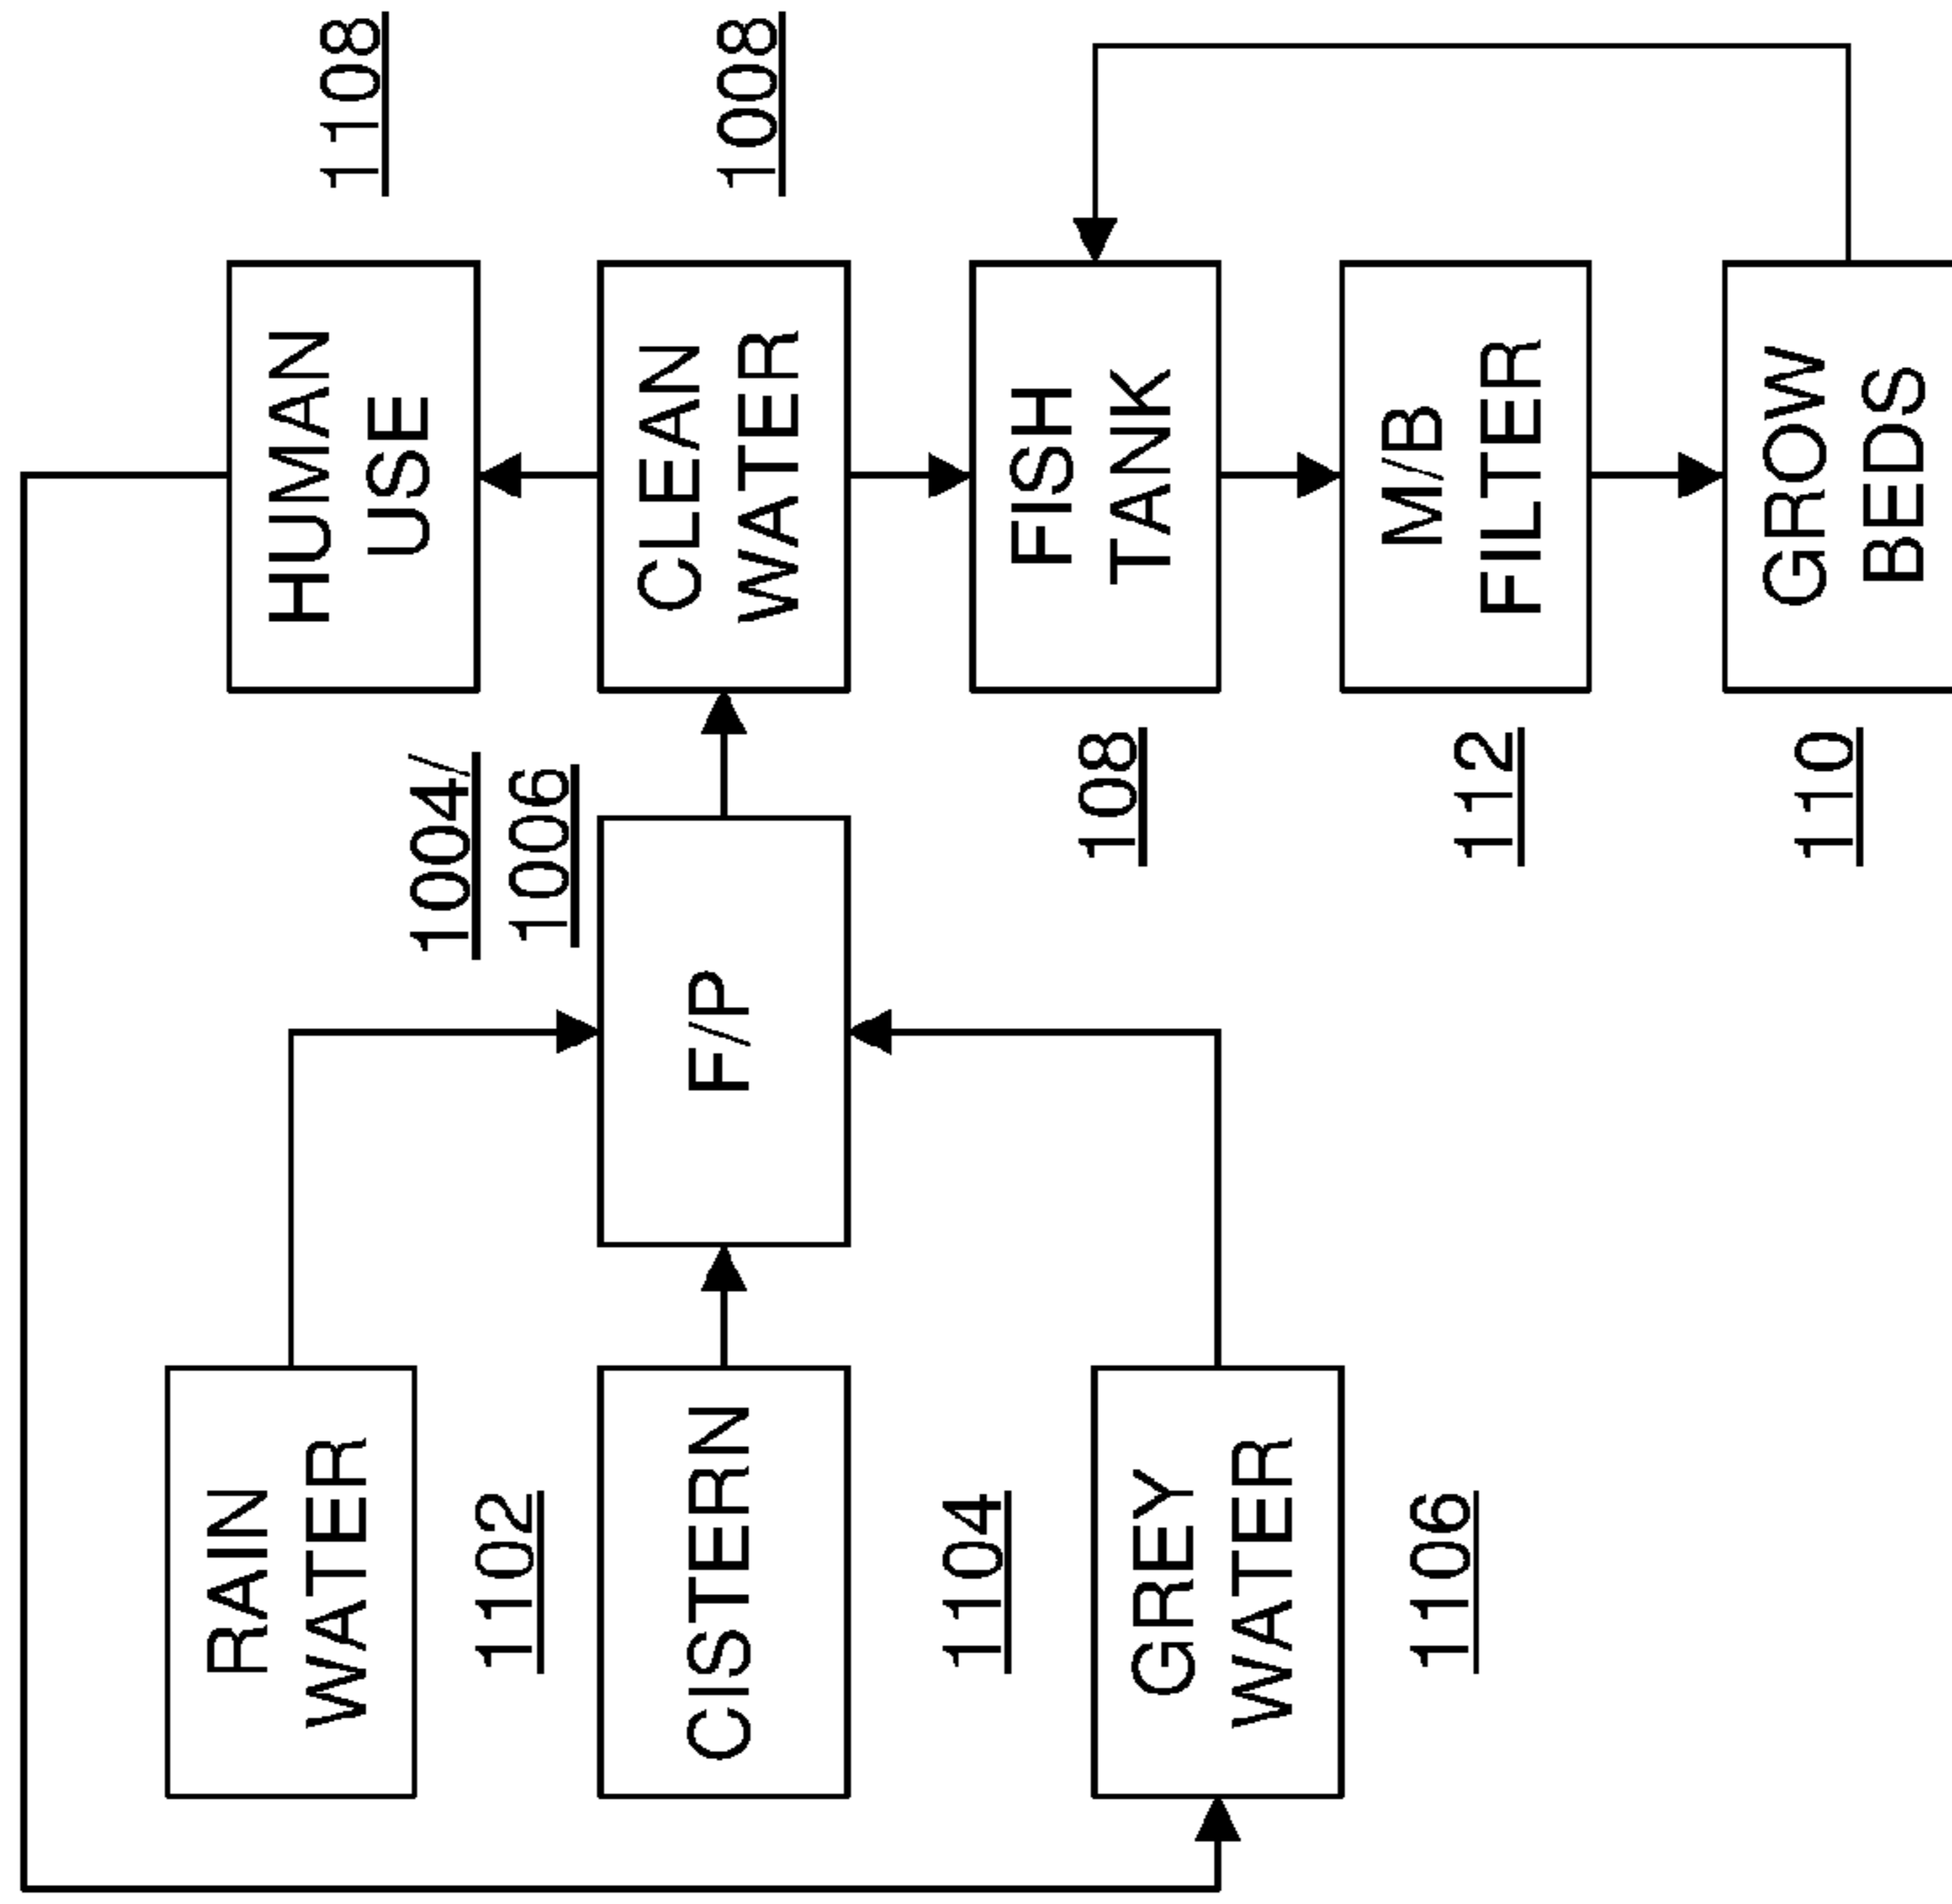 RAIN
WATER
1102
CISTERN
1104
GREY
WATER
1106
F/P
1004/
1006
HUMAN
USE
1108
CLEAN
WATER
1008
FISH
TANK
108
M/B
FILTER
112
GROW
BEDS
110